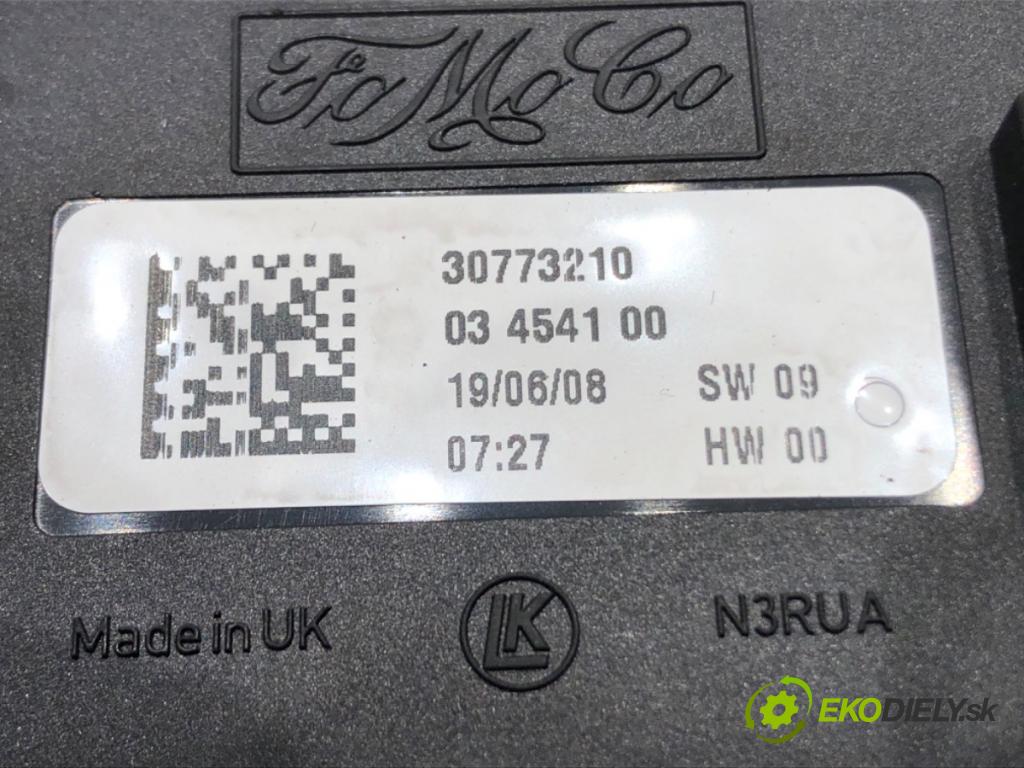 FoMoCo
30773210
03 4541 00
19/06/08 SW 09
07:27 HW 00
Made in UK LK N3RUA
EKODIELY.sk